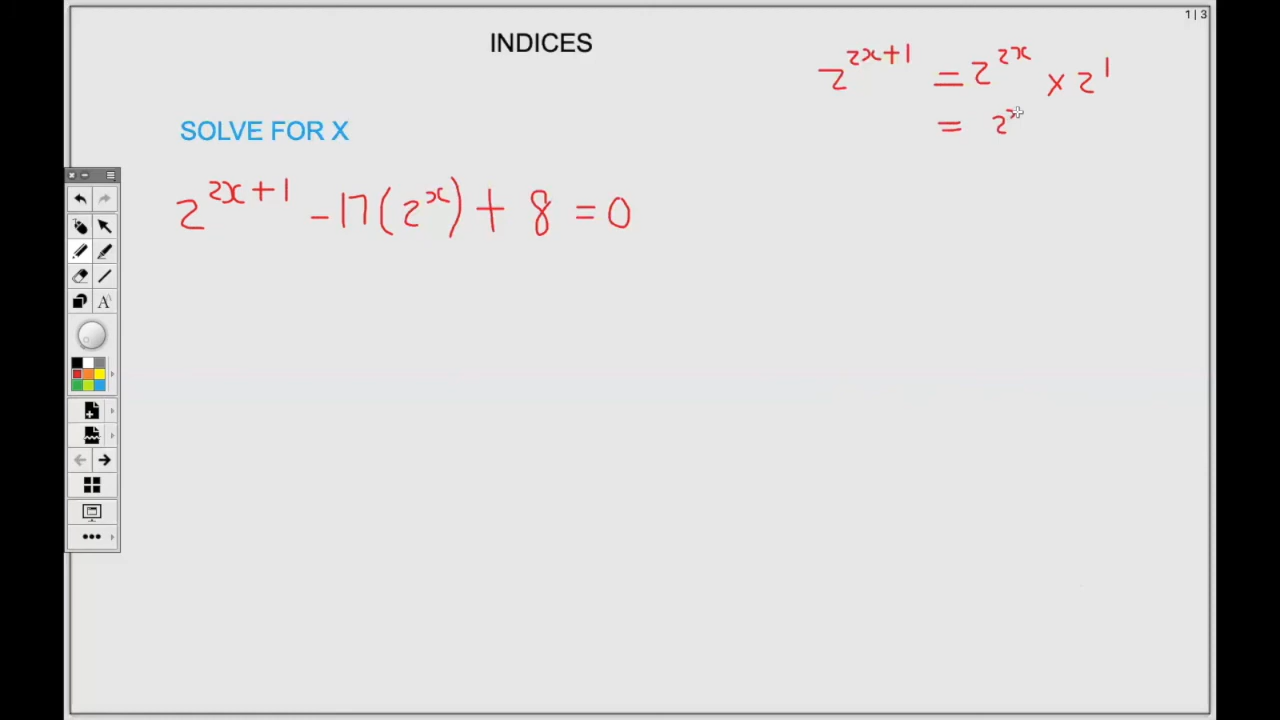 1 | 3
INDICES
2^{2x+1} = 2^{2x} × 2^1
= 2^x
SOLVE FOR X
2^{2x+1} - 17(2^x) + 8 = 0
A